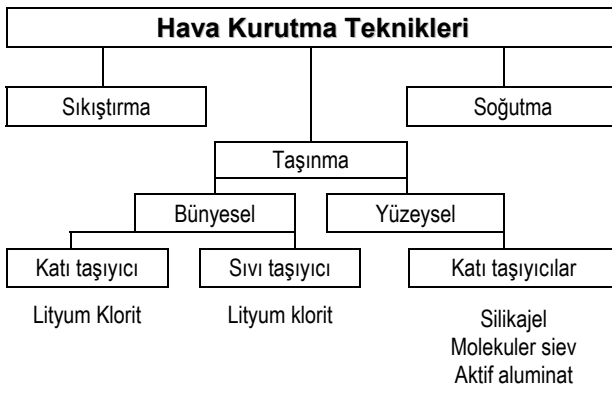 Hava Kurutma Teknikleri
Sıkıştırma
Soğutma
Taşınma
Bünyesel
Yüzeysel
Katı taşıyıcı
Sıvı taşıyıcı
Katı taşıyıcılar
Lityum Klorit
Lityum klorit
Silikajel
Molekuler siev
Aktif aluminat